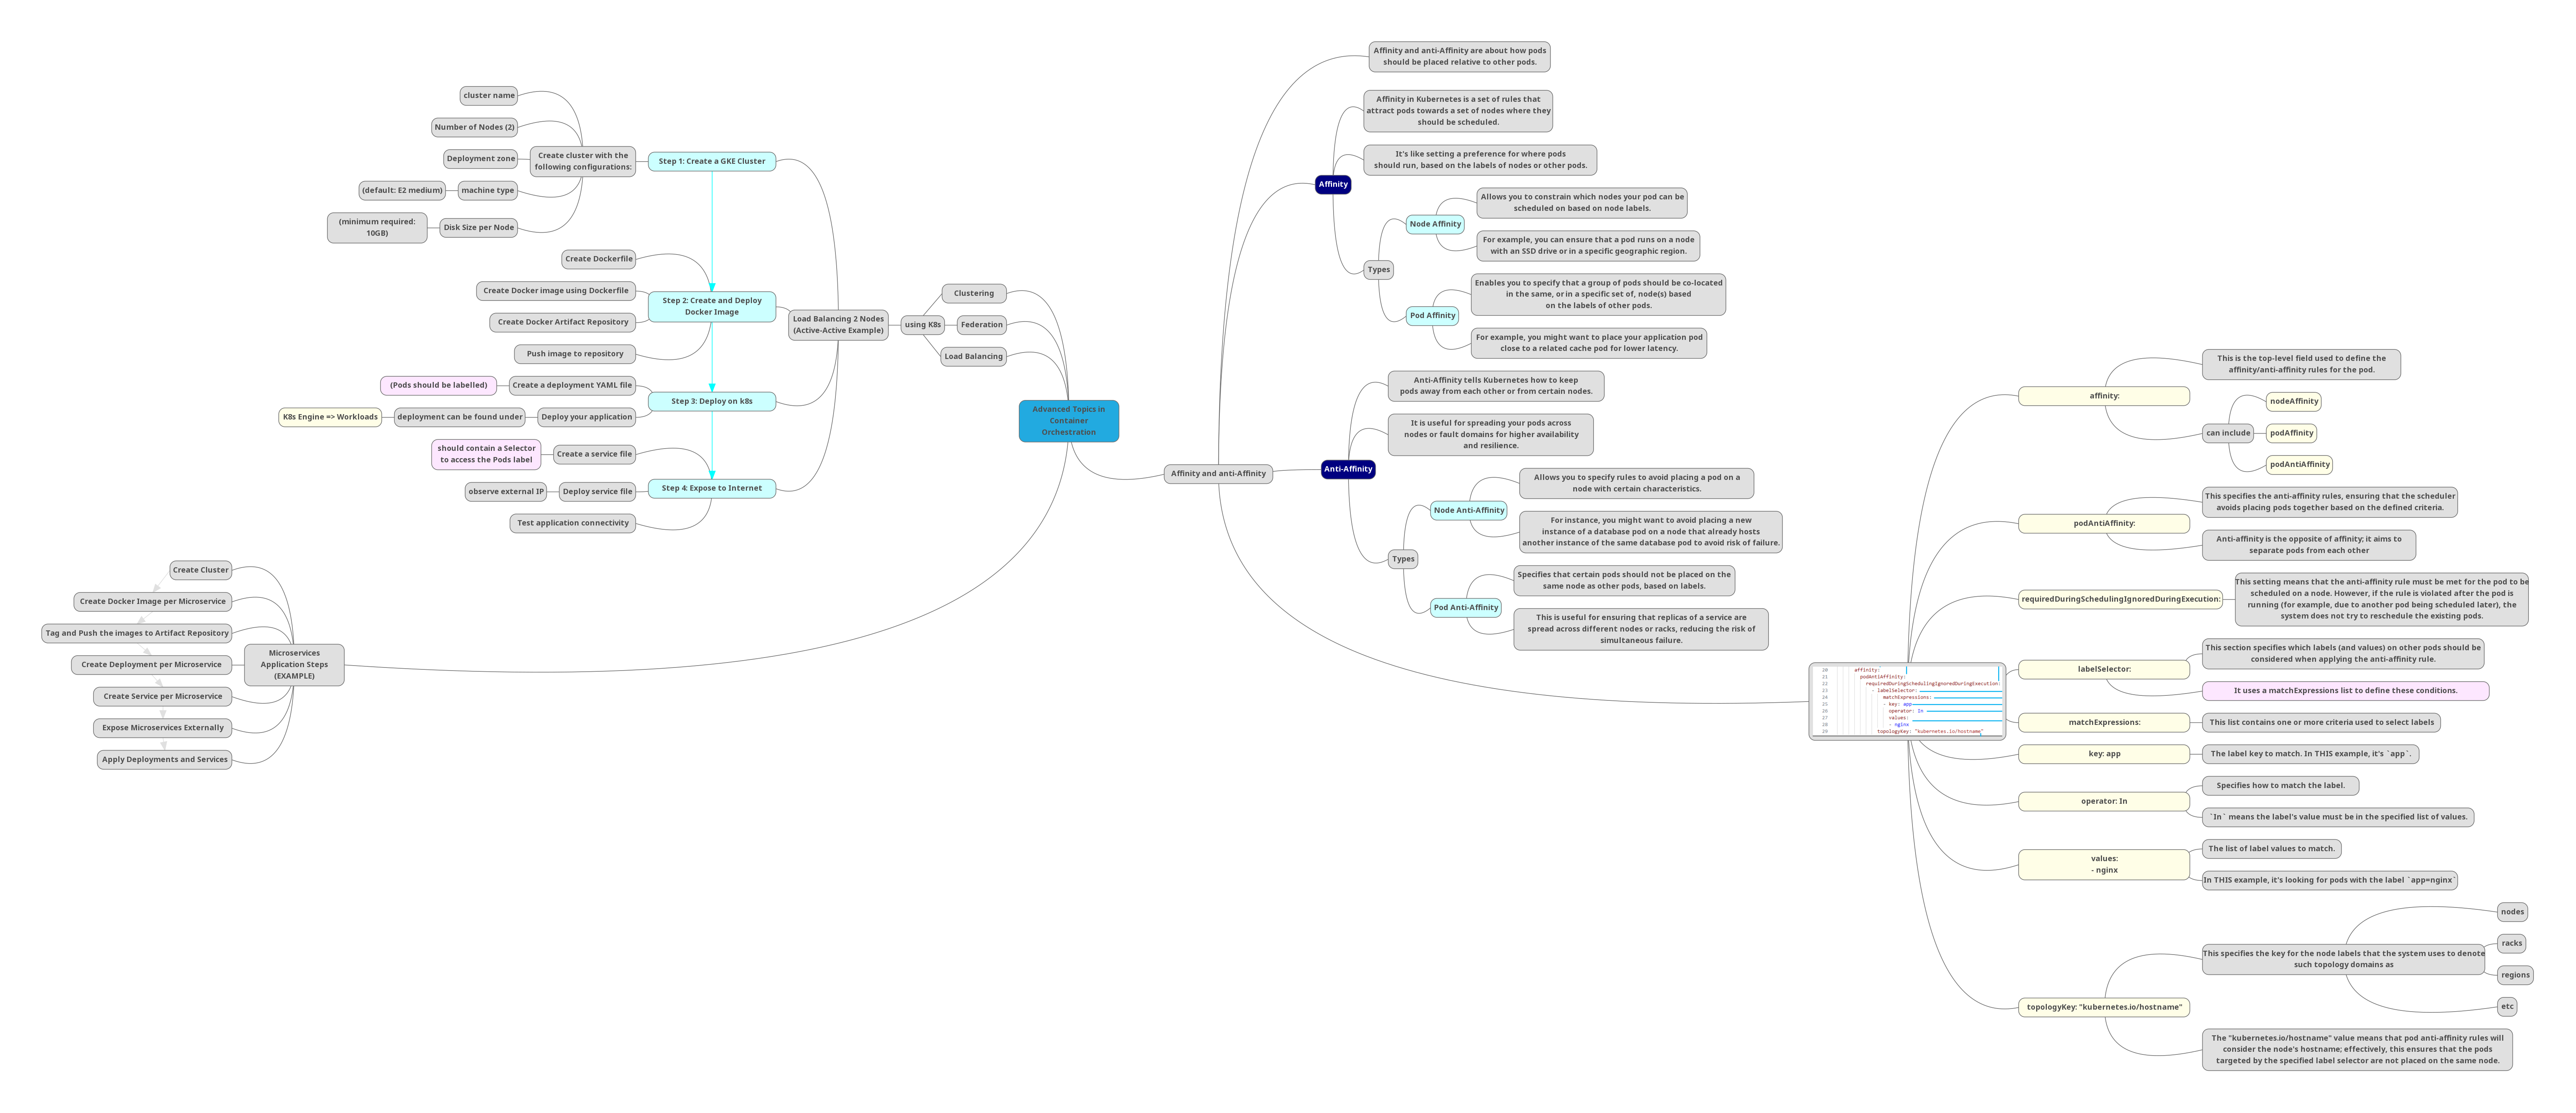 Advanced Topics in
Container
Orchestration
Clustering
Federation
Load Balancing
using K8s
Load Balancing 2 Nodes
(Active-Active Example)
Step 1: Create a GKE Cluster
Create cluster with the
following configurations:
cluster name
Number of Nodes (2)
Deployment zone
machine type
(default: E2 medium)
Disk Size per Node
(minimum required:
10GB)
Step 2: Create and Deploy
Docker Image
Create Dockerfile
Create Docker image using Dockerfile
Create Docker Artifact Repository
Push image to repository
Step 3: Deploy on k8s
Create a deployment YAML file
(Pods should be labelled)
Deploy your application
deployment can be found under
K8s Engine => Workloads
Step 4: Expose to Internet
Create a service file
should contain a Selector
to access the Pods label
Deploy service file
observe external IP
Test application connectivity
Microservices
Application Steps
(EXAMPLE)
Create Cluster
Create Docker Image per Microservice
Tag and Push the images to Artifact Repository
Create Deployment per Microservice
Create Service per Microservice
Expose Microservices Externally
Apply Deployments and Services
Affinity and anti-Affinity
Affinity and anti-Affinity are about how pods
should be placed relative to other pods.
Affinity
Affinity in Kubernetes is a set of rules that
attract pods towards a set of nodes where they
should be scheduled.
It's like setting a preference for where pods
should run, based on the labels of nodes or other pods.
Types
Node Affinity
Allows you to constrain which nodes your pod can be
scheduled on based on node labels.
For example, you can ensure that a pod runs on a node
with an SSD drive or in a specific geographic region.
Pod Affinity
Enables you to specify that a group of pods should be co-located
in the same, or in a specific set of, node(s) based
on the labels of other pods.
For example, you might want to place your application pod
close to a related cache pod for lower latency.
Anti-Affinity
Anti-Affinity tells Kubernetes how to keep
pods away from each other or from certain nodes.
It is useful for spreading your pods across
nodes or fault domains for higher availability
and resilience.
Types
Node Anti-Affinity
Allows you to specify rules to avoid placing a pod on a
node with certain characteristics.
For instance, you might want to avoid placing a new
instance of a database pod on a node that already hosts
another instance of the same database pod to avoid risk of failure.
Pod Anti-Affinity
Specifies that certain pods should not be placed on the
same node as other pods, based on labels.
This is useful for ensuring that replicas of a service are
spread across different nodes or racks, reducing the risk of
simultaneous failure.
20 affinity:
21 podAntiAffinity:
22 requiredDuringSchedulingIgnoredDuringExecution:
23 - labelSelector:
24 matchExpressions:
25 - key: app
26 operator: In
27 values:
28 - nginx
29 topologyKey: "kubernetes.io/hostname"
affinity:
This is the top-level field used to define the
affinity/anti-affinity rules for the pod.
can include
nodeAffinity
podAffinity
podAntiAffinity
podAntiAffinity:
This specifies the anti-affinity rules, ensuring that the scheduler
avoids placing pods together based on the defined criteria.
Anti-affinity is the opposite of affinity; it aims to
separate pods from each other
requiredDuringSchedulingIgnoredDuringExecution:
This setting means that the anti-affinity rule must be met for the pod to be
scheduled on a node. However, if the rule is violated after the pod is
running (for example, due to another pod being scheduled later), the
system does not try to reschedule the existing pods.
labelSelector:
This section specifies which labels (and values) on other pods should be
considered when applying the anti-affinity rule.
It uses a matchExpressions list to define these conditions.
matchExpressions:
This list contains one or more criteria used to select labels
key: app
The label key to match. In THIS example, it's `app`.
operator: In
Specifies how to match the label.
`In` means the label's value must be in the specified list of values.
values:
- nginx
The list of label values to match.
In THIS example, it's looking for pods with the label `app=nginx`
topologyKey: "kubernetes.io/hostname"
This specifies the key for the node labels that the system uses to denote
such topology domains as
nodes
racks
regions
etc
The "kubernetes.io/hostname" value means that pod anti-affinity rules will
consider the node's hostname; effectively, this ensures that the pods
targeted by the specified label selector are not placed on the same node.